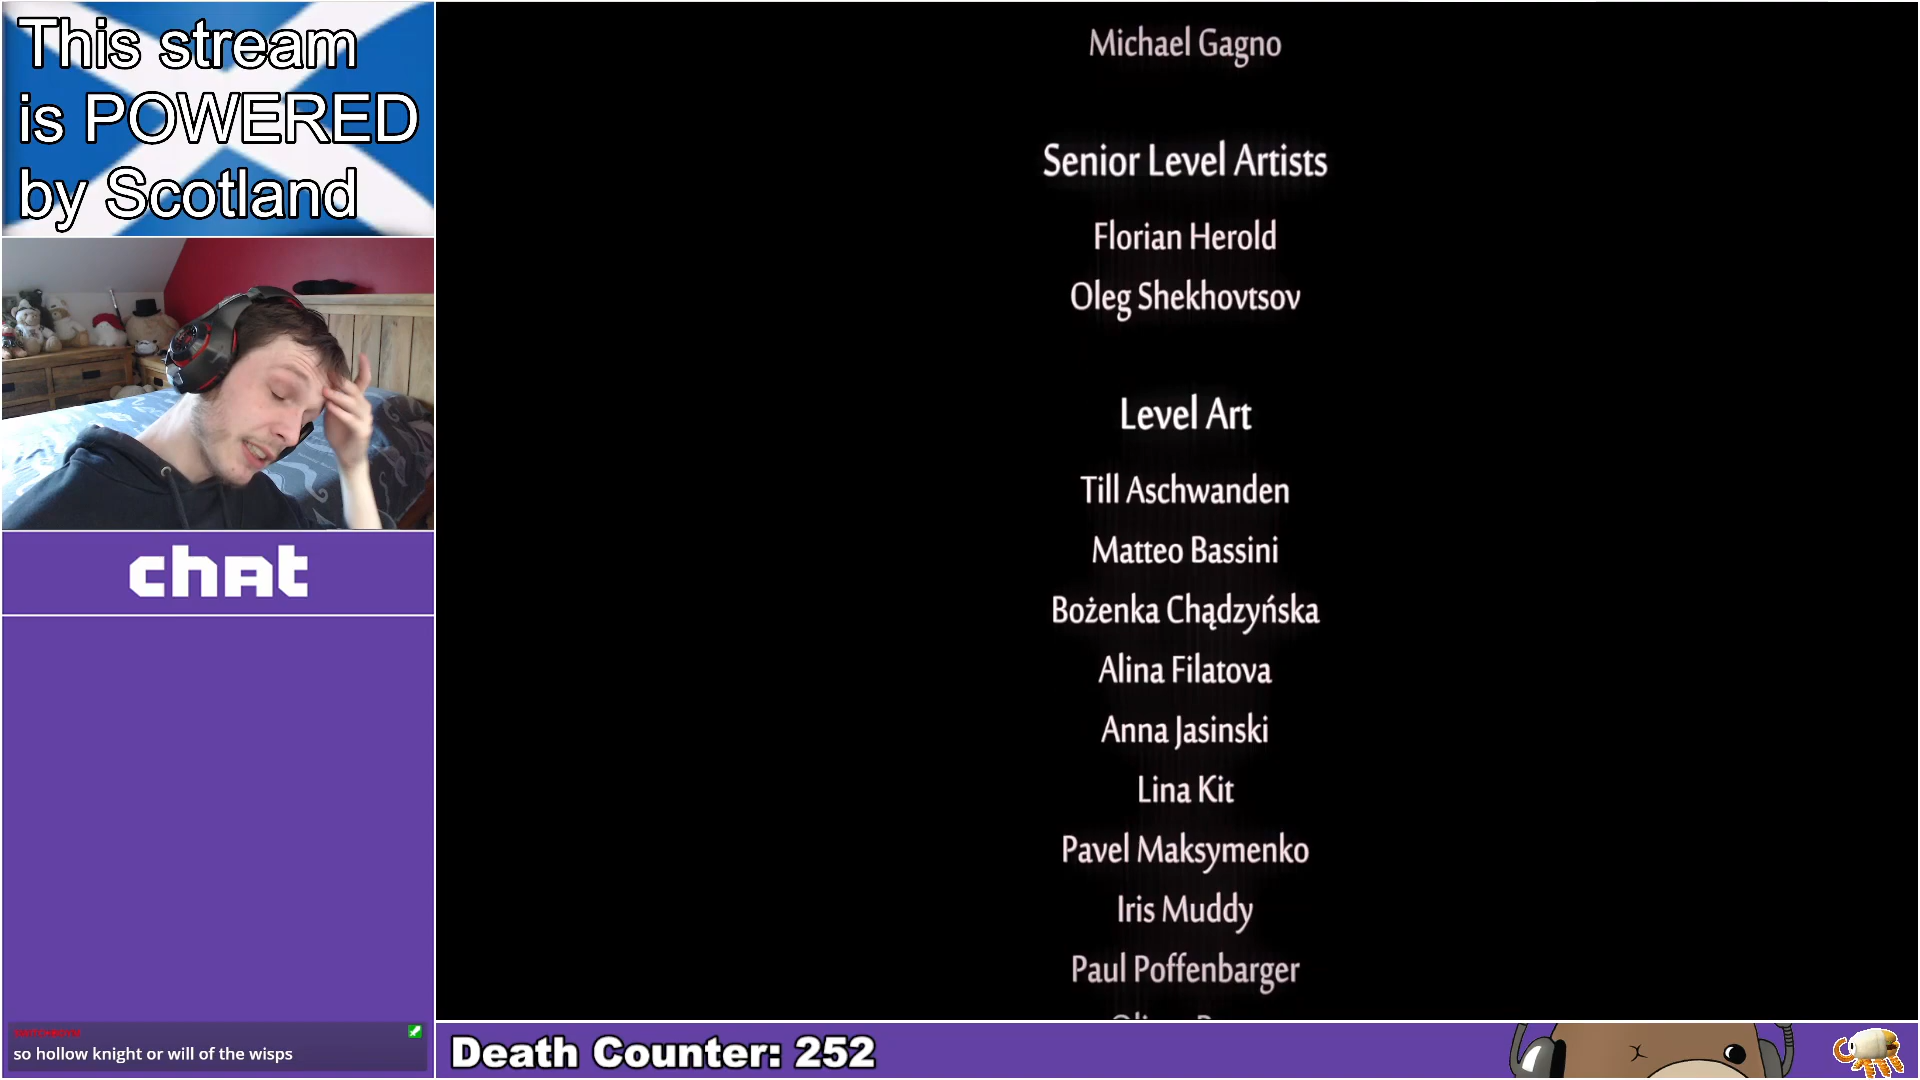 This stream
is POWERED
by Scotland
chat
so hollow knight or will of the wisps
Michael Gagno
Senior Level Artists
Florian Herold
Oleg Shekhovtsov
Level Art
Till Aschwanden
Matteo Bassini
Bożenka Chądzyńska
Alina Filatova
Anna Jasinski
Lina Kit
Pavel Maksymenko
Iris Muddy
Paul Poffenbarger
Death Counter: 252